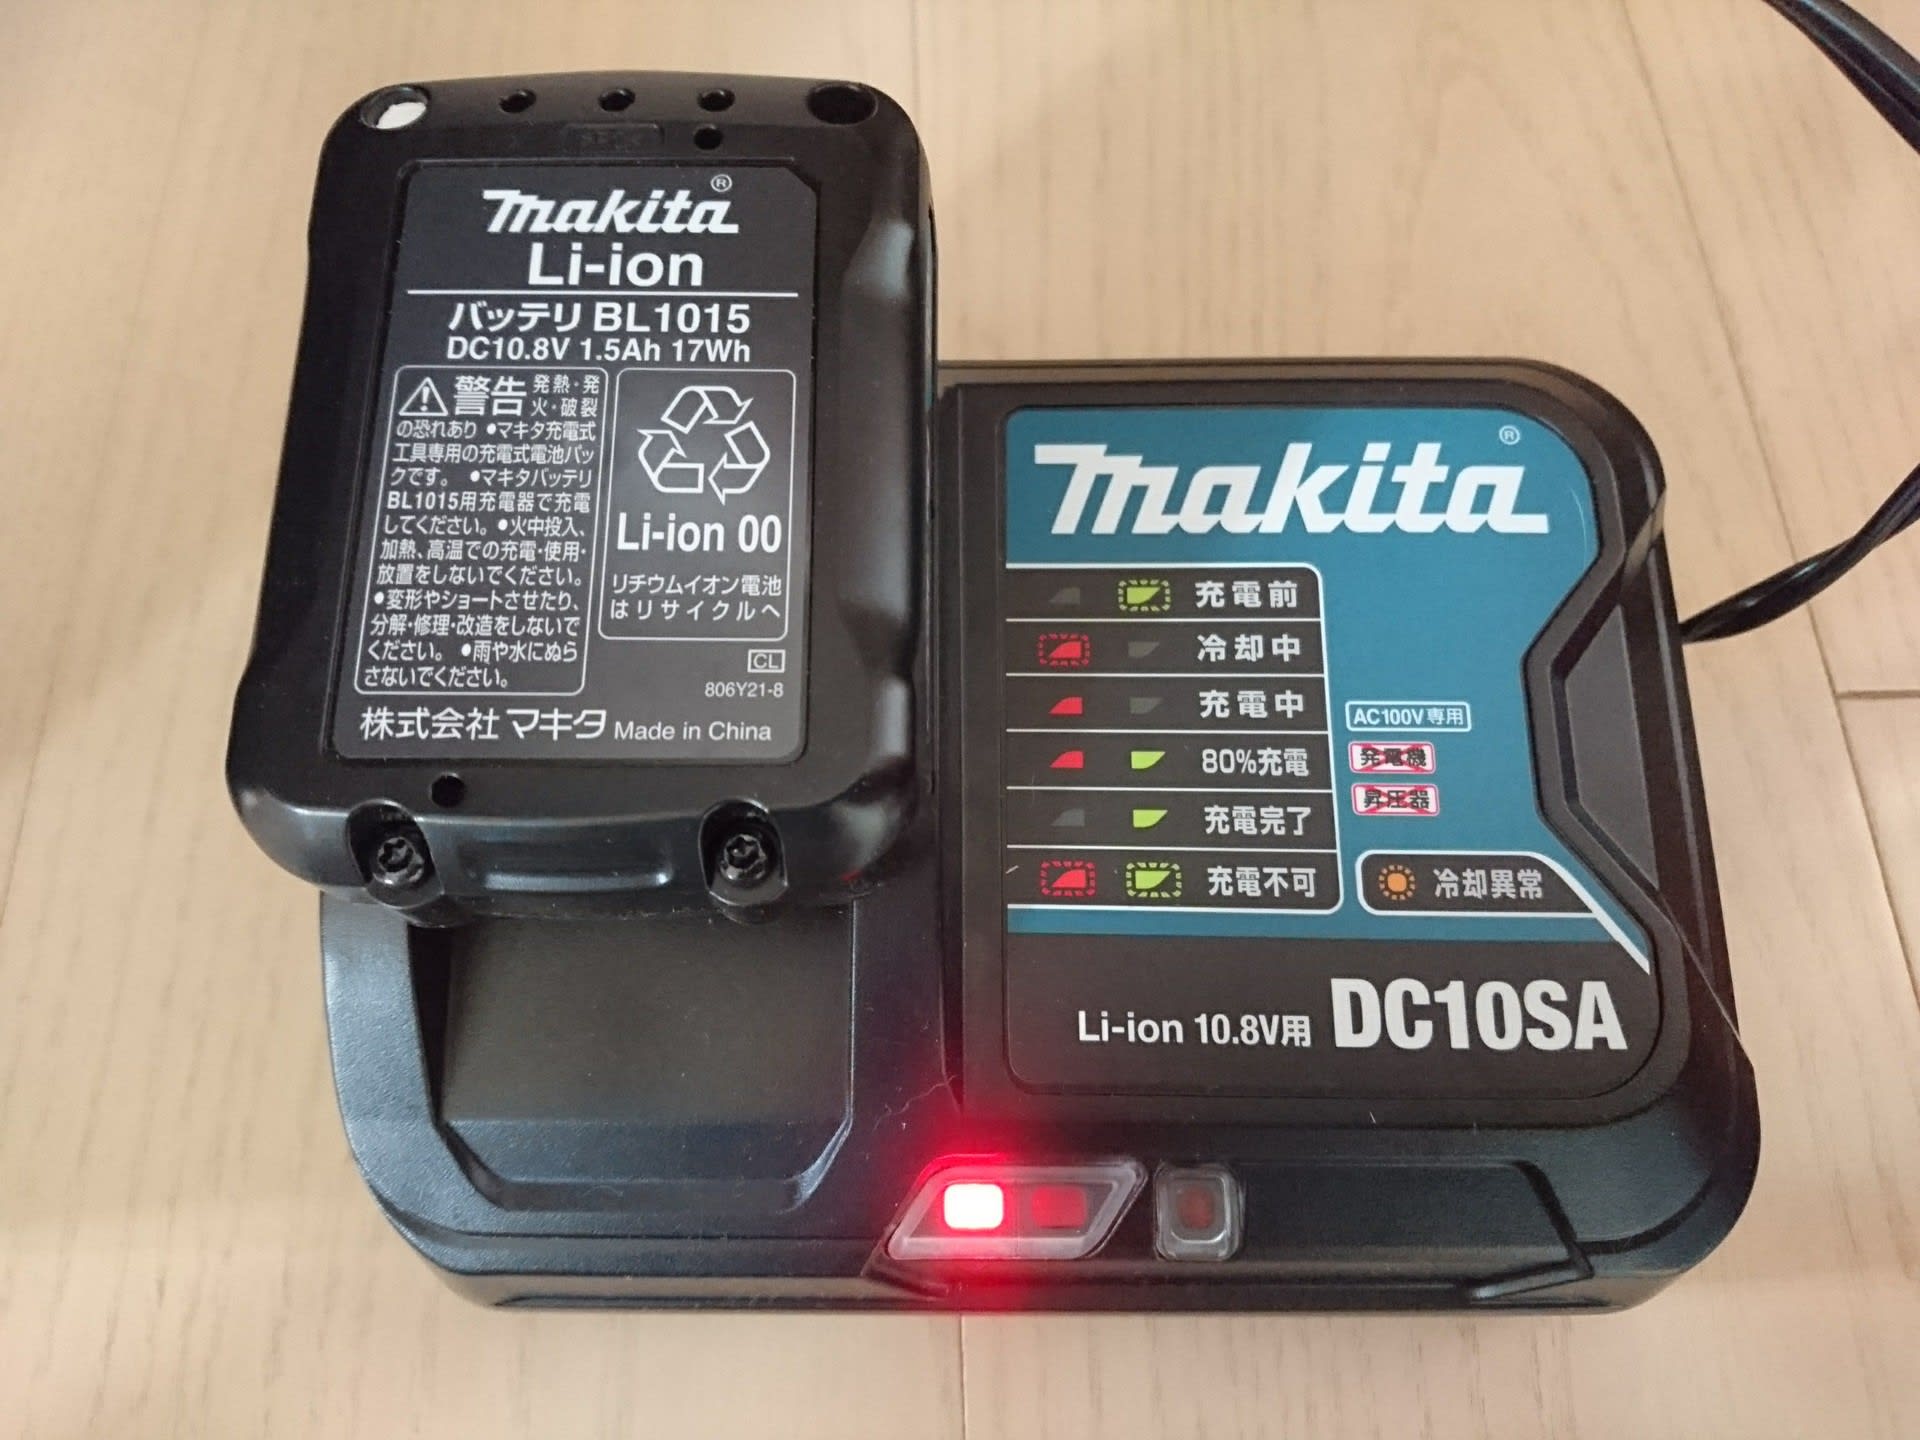 makita®
Li-ion
バッテリ BL1015
DC10.8V 1.5Ah 17Wh
警告 発熱・発
火・破裂
の恐れあり ●マキタ充電式
工具専用の充電式電池パッ
クです。 ●マキタバッテリ
BL1015用充電器で充電
してください。●火中投入、
加熱、高温での充電・使用・
放置をしないでください。
●変形やショートさせたり、
分解・修理・改造をしないで
ください。 ●雨や水にぬら
さないでください。
Li-ion 00
リチウムイオン電池
はリサイクルへ
CL
806Y21-8
株式会社 マキタ Made in China
makita®
充電前
冷却中
充電中
80%充電
充電完了
充電不可
AC100V専用
発電機
昇圧器
冷却異常
Li-ion 10.8V用 DC10SA